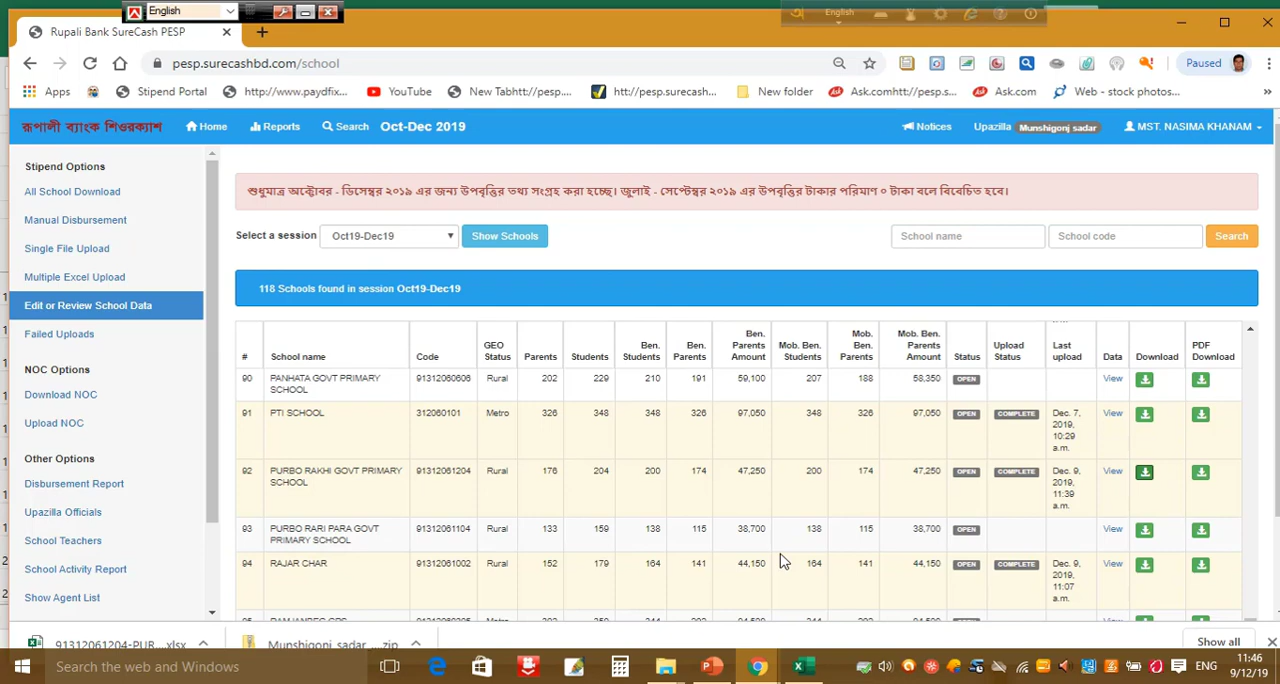 English
English
Rupali Bank SureCash PESP
pesp.surecashbd.com/school
Paused
Apps
Stipend Portal
http://www.paydfix...
YouTube
New Tabhttp://pesp....
htt://pesp.surecash...
New folder
Ask.comhtt://pesp.s...
Ask.com
Web - stock photos...
»
রূপালী ব্যাংক শিওরক্যাশ
Home
Reports
Search
Oct-Dec 2019
Notices
Upazilla Munshigonj sadar
MST. NASIMA KHANAM
Stipend Options
All School Download
Manual Disbursement
Single File Upload
Multiple Excel Upload
Edit or Review School Data
Failed Uploads
NOC Options
Download NOC
Upload NOC
Other Options
Disbursement Report
Upazilla Officials
School Teachers
School Activity Report
Show Agent List
শুধুমাত্র অক্টোবর - ডিসেম্বর ২০১৯ এর জন্য উপবৃত্তির তথ্য সংগ্রহ করা হচ্ছে। জুলাই - সেপ্টেম্বর ২০১৯ এর উপবৃত্তির টাকার পরিমাণ ০ টাকা বলে বিবেচিত হবে।
Select a session Oct19-Dec19 Show Schools School name School code Search
118 Schools found in session Oct19-Dec19
# School name Code GEO Status Parents Students Ben. Students Ben. Parents Ben. Parents Amount Mob. Ben. Students Mob. Ben. Parents Mob. Ben. Parents Amount Status Upload Status Last upload Data Download PDF Download
90 PANHATA GOVT PRIMARY SCHOOL 91312060606 Rural 202 229 210 191 59,100 207 188 58,350 OPEN View
91 PTI SCHOOL 312060101 Metro 326 348 348 326 97,050 348 326 97,050 OPEN COMPLETE Dec. 7, 2019, 10:29 a.m. View
92 PURBO RAKHI GOVT PRIMARY SCHOOL 91312061204 Rural 176 204 200 174 47,250 200 174 47,250 OPEN COMPLETE Dec. 9, 2019, 11:39 a.m. View
93 PURBO RARI PARA GOVT PRIMARY SCHOOL 91312061104 Rural 133 159 138 115 38,700 138 115 38,700 OPEN View
94 RAJAR CHAR 91312061002 Rural 152 179 164 141 44,150 164 141 44,150 OPEN COMPLETE Dec. 9, 2019, 11:07 a.m. View
91312061204-PUR....xlsx
Munshigonj_sadar_...zip
Show all
Search the web and Windows
ENG
11:46
9/12/19